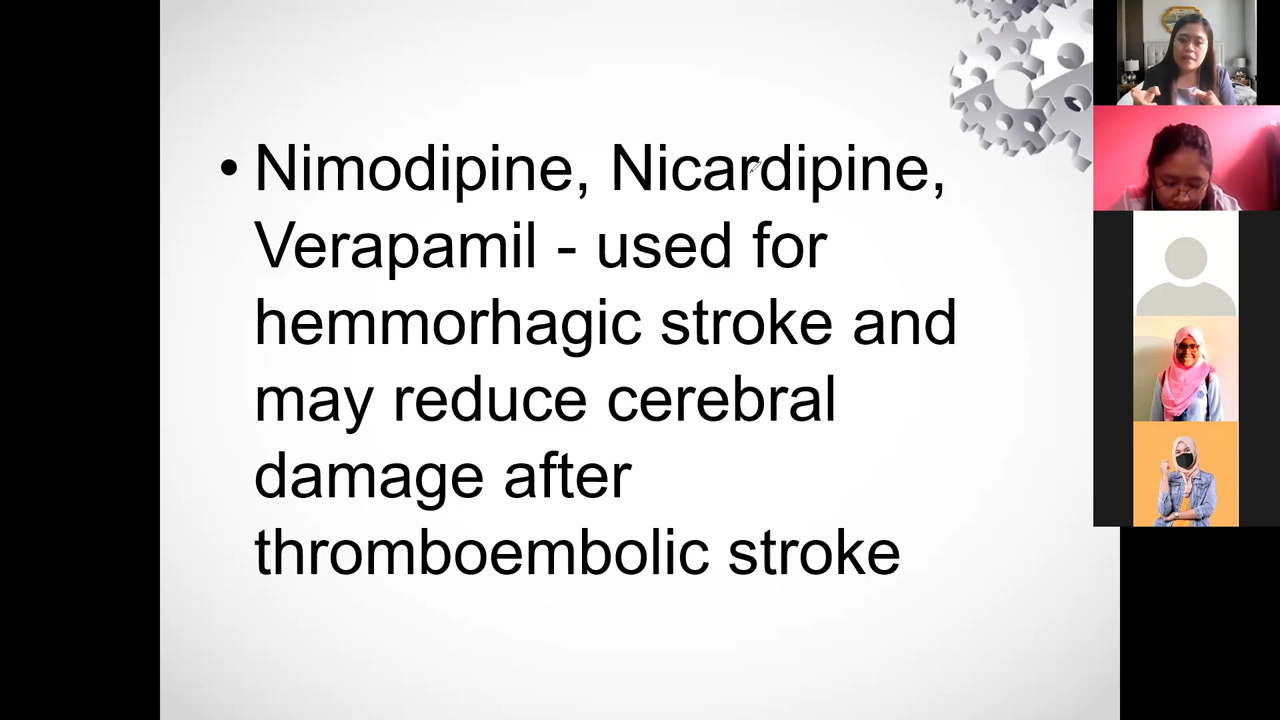 • Nimodipine, Nicardipine,
Verapamil - used for
hemmorhagic stroke and
may reduce cerebral
damage after
thromboembolic stroke